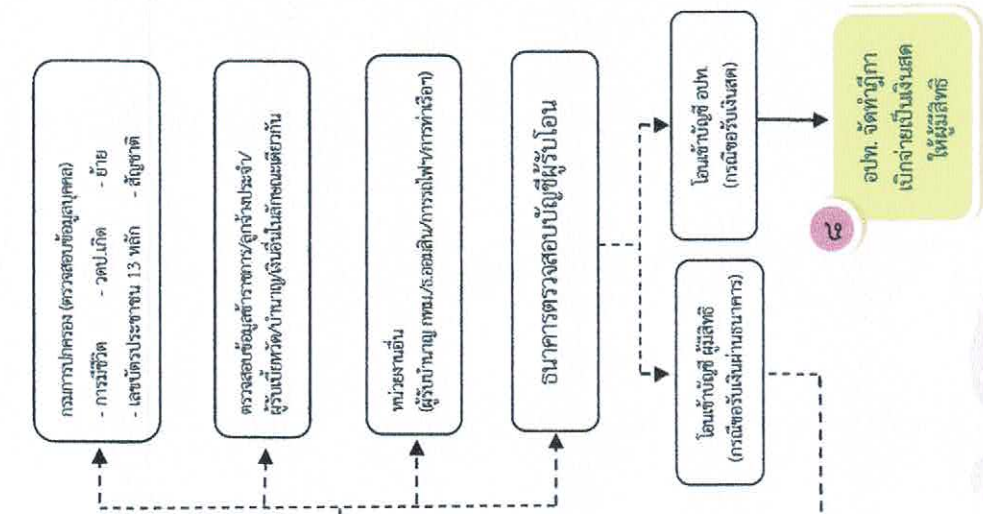 กรมการปกครอง (ตรวจสอบข้อมูลบุคคล)
- การมีชีวิต - วดป.เกิด - ย้าย
- เลขบัตรประชาชน 13 หลัก - สัญชาติ
ตรวจสอบข้อมูลข้าราชการ/ลูกจ้างประจำ/
ผู้รับเบี้ยหวัด/บำนาญ/เงินอื่นในลักษณะเดียวกัน
หน่วยงานอื่น
(ผู้รับบำนาญ กทม./ธ.ออมสิน/การรถไฟฯ/การท่าเรือฯ)
ธนาคารตรวจสอบบัญชีผู้รับโอน
โอนเข้าบัญชี อปท.
(กรณีขอรับเงินสด)
โอนเข้าบัญชี ผู้มีสิทธิ
(กรณีขอรับเงินผ่านธนาคาร)
๘
อปท. จัดทำฎีกา
เบิกจ่ายเป็นเงินสด
ให้ผู้มีสิทธิ